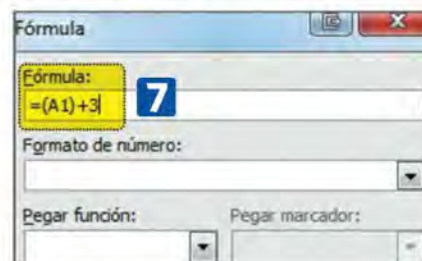 Fórmula
Fórmula:
=(A1)+3
7
Formato de número:
Pegar función:
Pegar marcador: